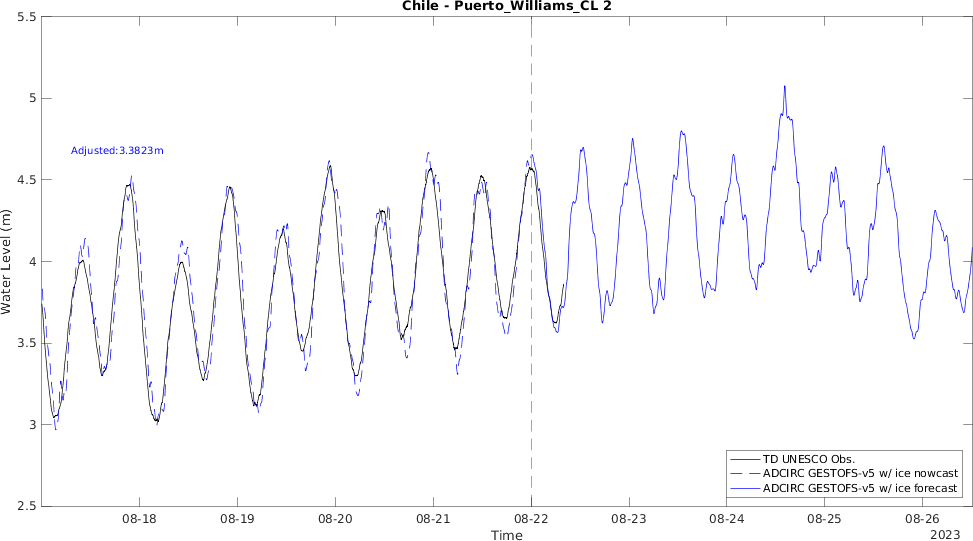 Chile - Puerto_Williams_CL 2
5.5
5
4.5
4
3.5
3
2.5
Water Level (m)
Adjusted:3.3823m
TD UNESCO Obs.
ADCIRC GESTOFS-v5 w/ ice nowcast
ADCIRC GESTOFS-v5 w/ ice forecast
08-18 08-19 08-20 08-21 08-22 08-23 08-24 08-25 08-26
Time
2023